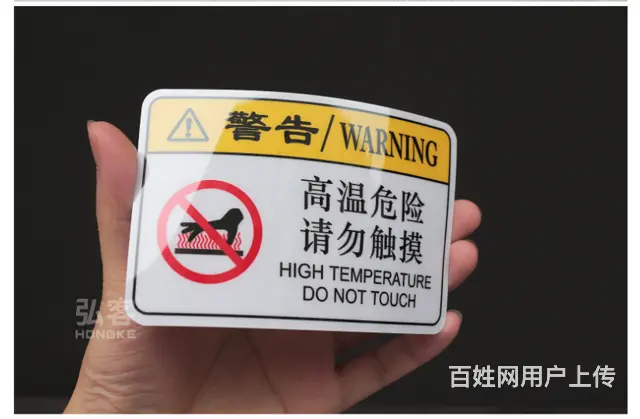 警告/WARNING
高温危险
请勿触摸
HIGH TEMPERATURE
DO NOT TOUCH
弘客
HONGKE
百姓网用户上传